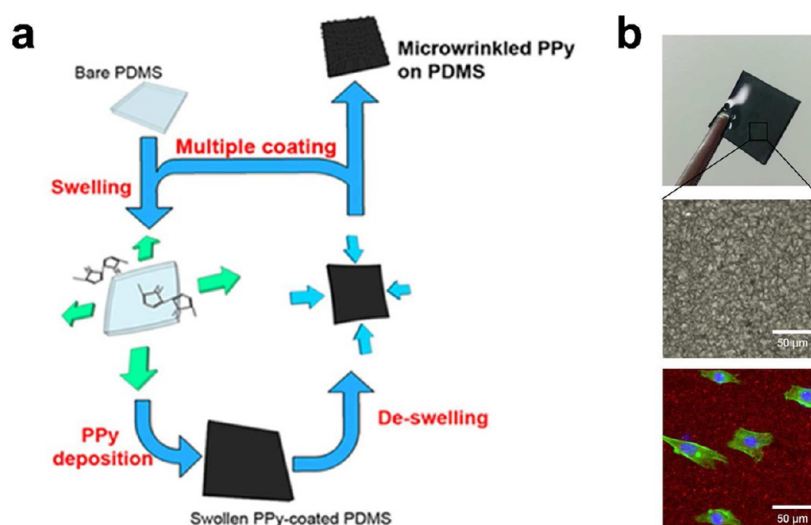 a
Bare PDMS
Microwrinkled PPy
on PDMS
Multiple coating
Swelling
PPy
deposition
De-swelling
Swollen PPy-coated PDMS
b
50 µm
50 µm